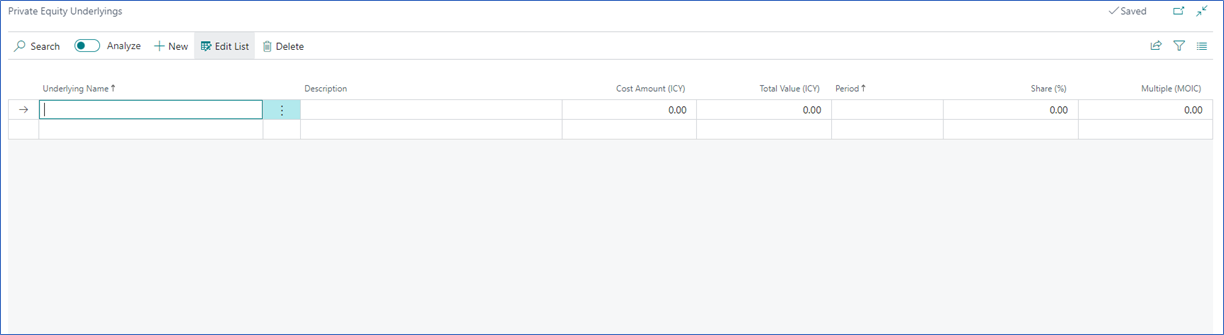 Private Equity Underlyings Saved
Search Analyze New Edit List Delete
Underlying Name ↑ Description Cost Amount (ICY) Total Value (ICY) Period ↑ Share (%) Multiple (MOIC)
0.00 0.00 0.00 0.00